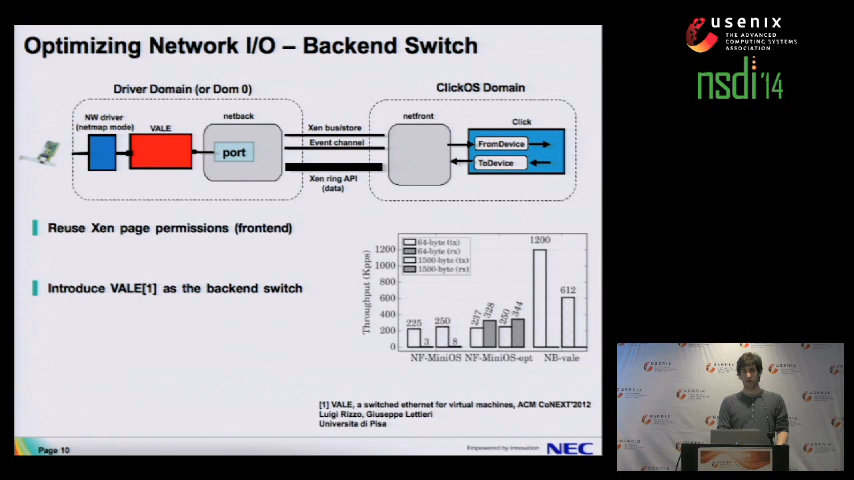 Optimizing Network I/O – Backend Switch
Driver Domain (or Dom 0)
ClickOS Domain
NW driver
(netmap mode)
VALE
netback
port
Xen bus/store
Event channel
Xen ring API
(data)
netfront
Click
FromDevice
ToDevice
Reuse Xen page permissions (frontend)
Introduce VALE[1] as the backend switch
Throughput (Kpps)
1200
1000
800
600
400
200
0
64-byte (tx)
64-byte (rx)
1500-byte (tx)
1500-byte (rx)
225
3
250
8
237
328
250
344
1200
612
NF-MiniOS
NF-MiniOS-opt
NB-vale
[1] VALE, a switched ethernet for virtual machines, ACM CoNEXT'2012
Luigi Rizzo, Giuseppe Lettieri
Universita di Pisa
Page 10
Empowered by Innovation
NEC
usenix
THE ADVANCED
COMPUTING SYSTEMS
ASSOCIATION
nsdi '14